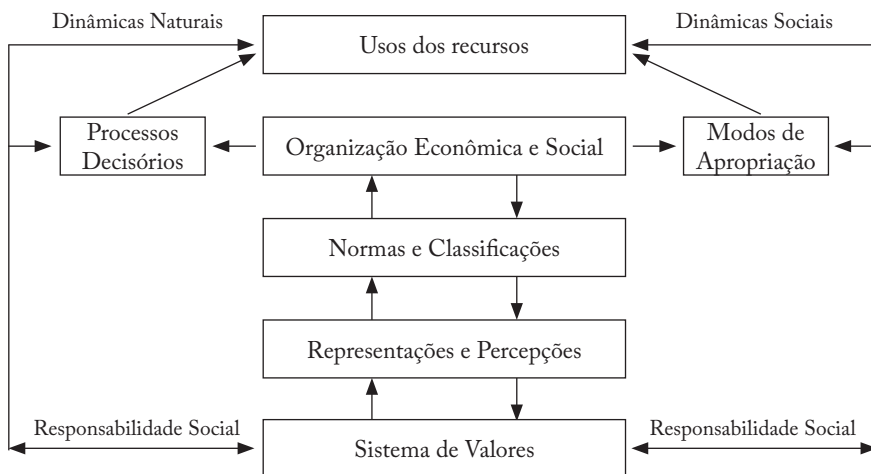 Dinâmicas Naturais
Dinâmicas Sociais
Usos dos recursos
Processos
Decisórios
Organização Econômica e Social
Modos de
Apropriação
Normas e Classificações
Representações e Percepções
Responsabilidade Social
Sistema de Valores
Responsabilidade Social